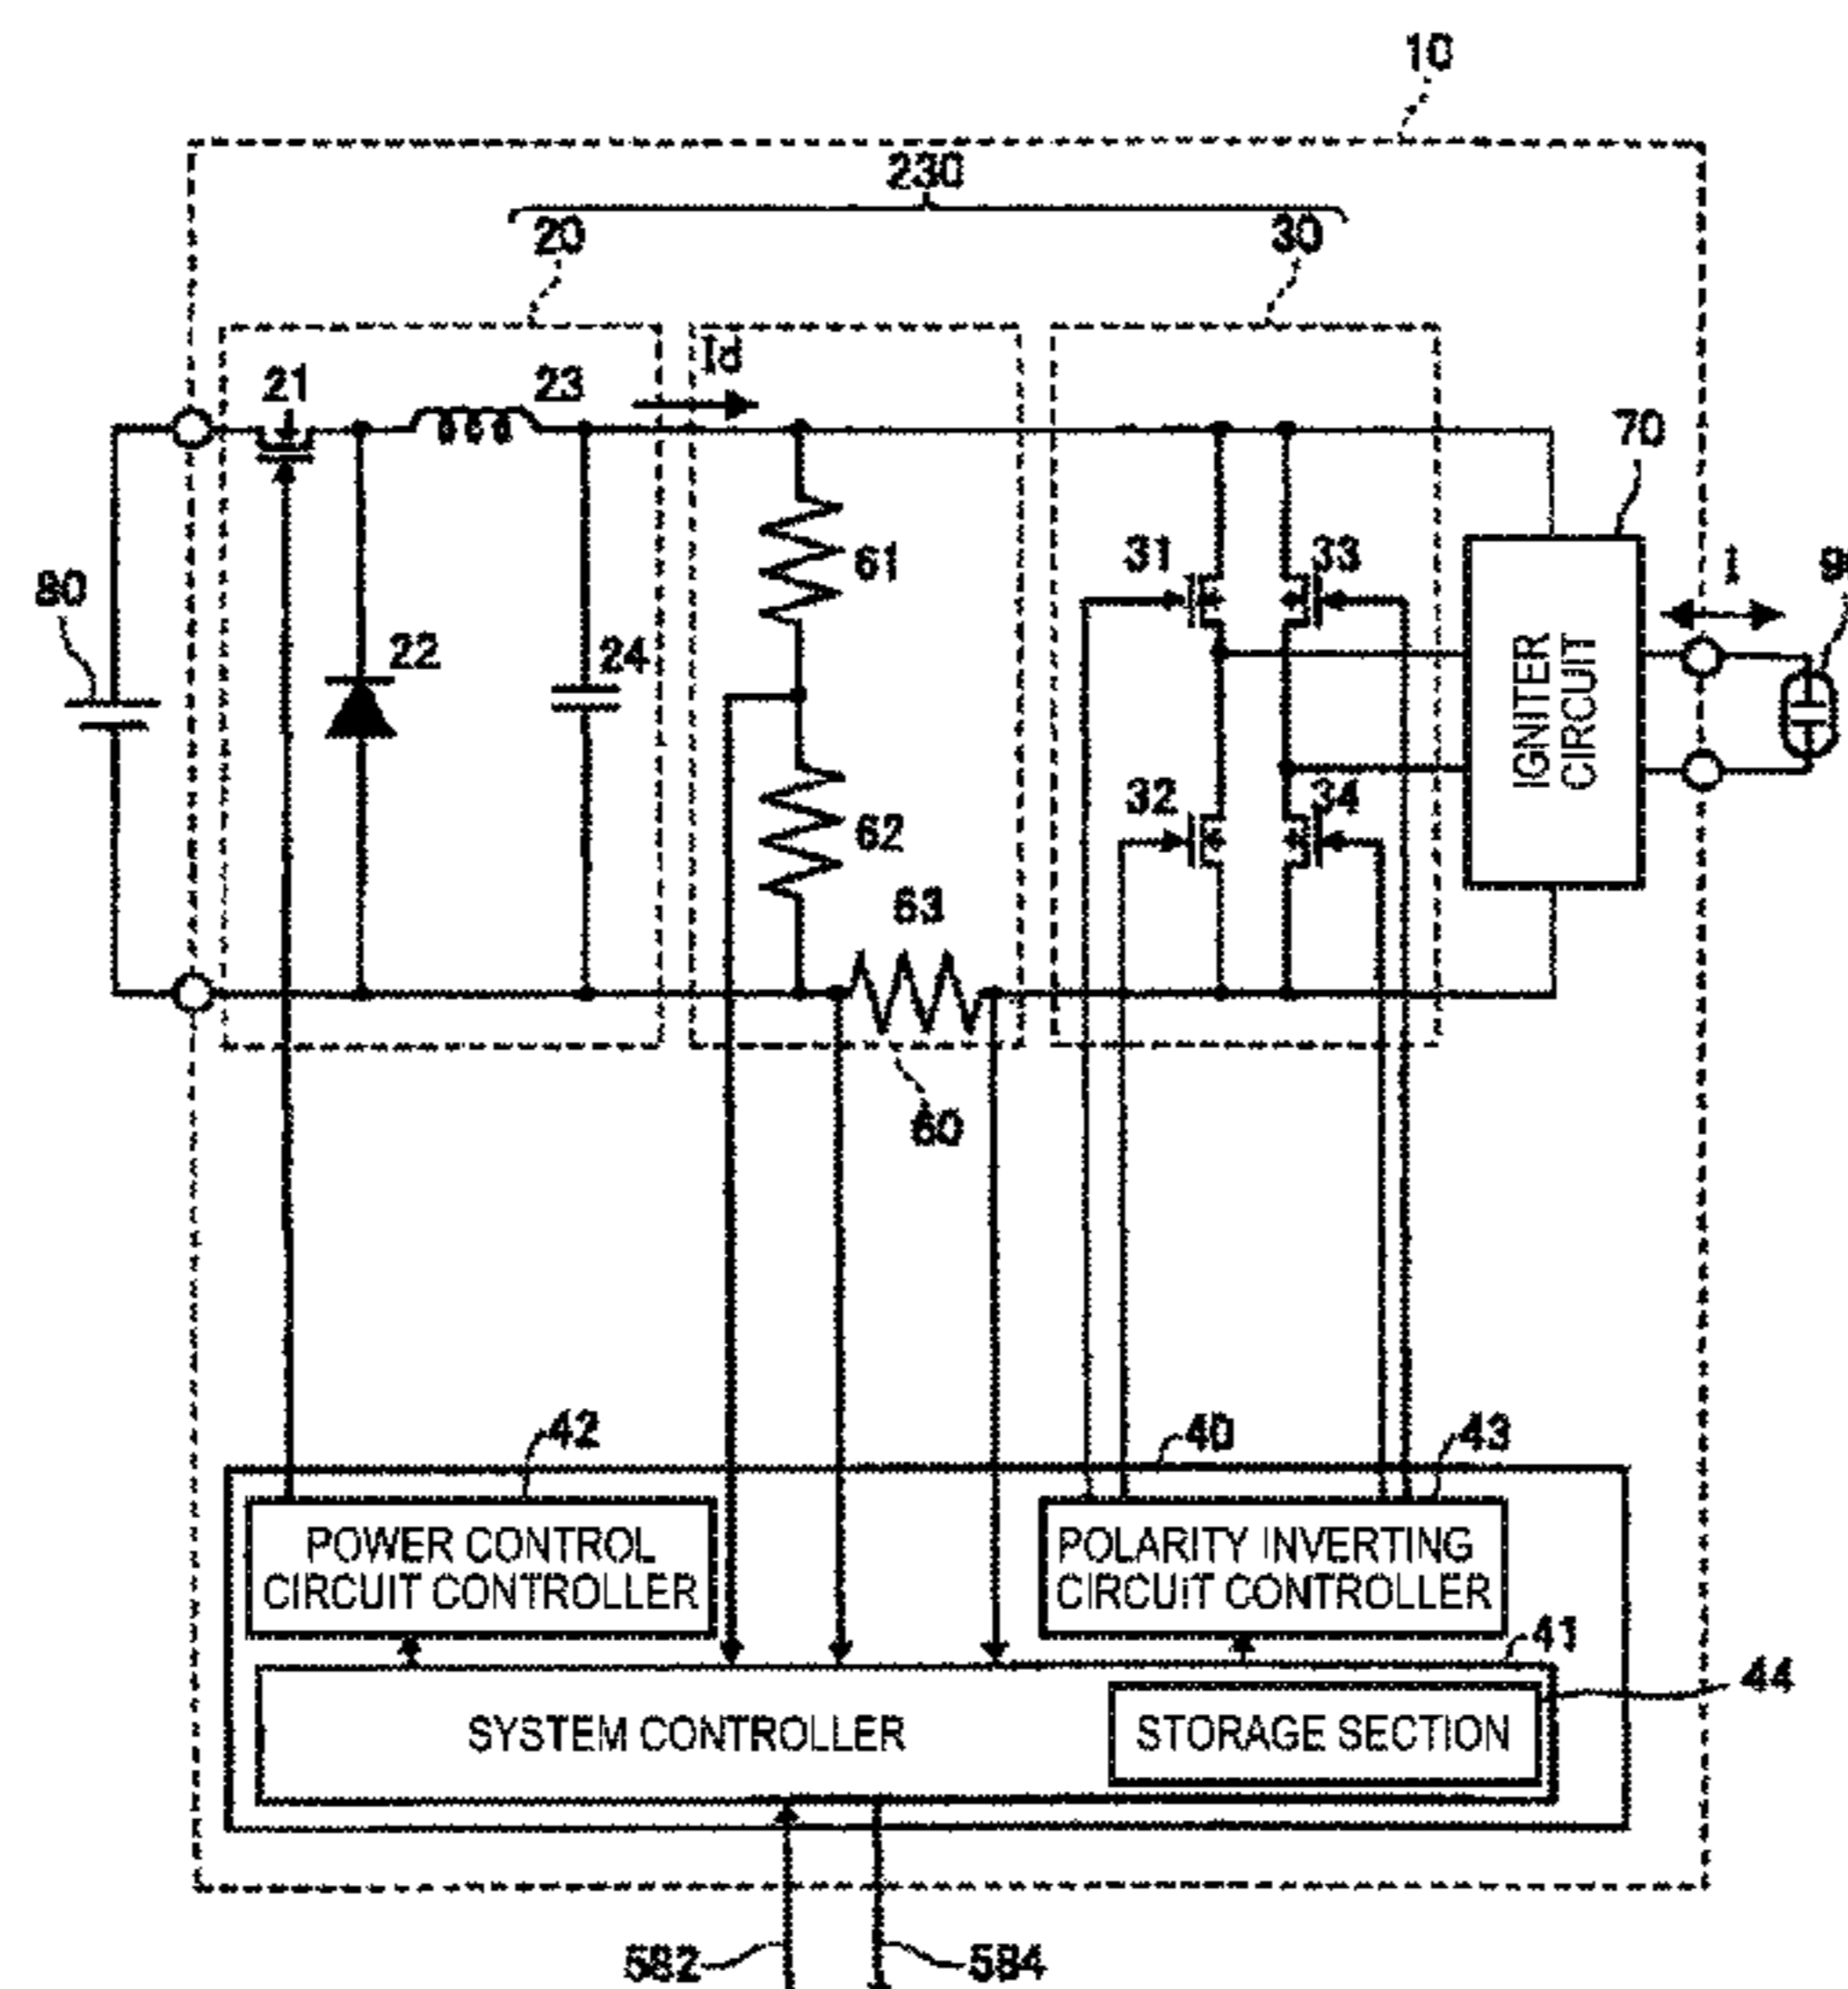 10
230
20
30
Id
21
23
70
80
61
31
33
I
9
22
24
IGNITER
CIRCUIT
62
32
34
63
60
42
40
43
POWER CONTROL
CIRCUIT CONTROLLER
POLARITY INVERTING
CIRCUIT CONTROLLER
41
44
SYSTEM CONTROLLER
STORAGE SECTION
582
584